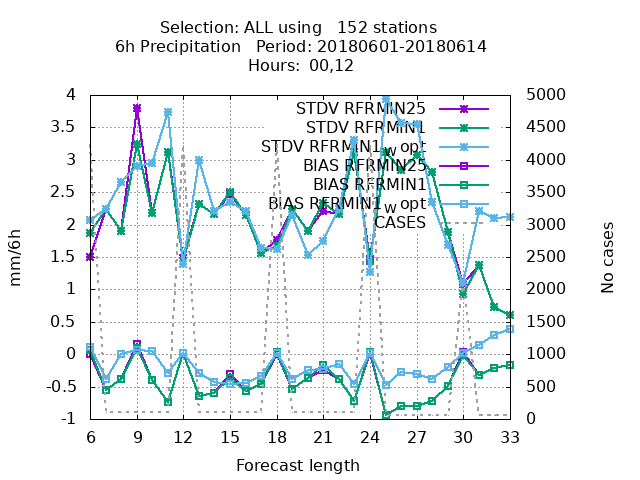 Selection: ALL using   152 stations
6h Precipitation   Period: 20180601-20180614
Hours:  00,12
STDV RFRMIN25
STDV RFRMIN1
STDV RFRMIN1_w opt
BIAS RFRMIN25
BIAS RFRMIN1
BIAS RFRMIN1_w opt
CASES
4
3.5
3
2.5
2
1.5
1
0.5
0
-0.5
-1
5000
4500
4000
3500
3000
2500
2000
1500
1000
500
0
mm/6h
No cases
6 9 12 15 18 21 24 27 30 33
Forecast length